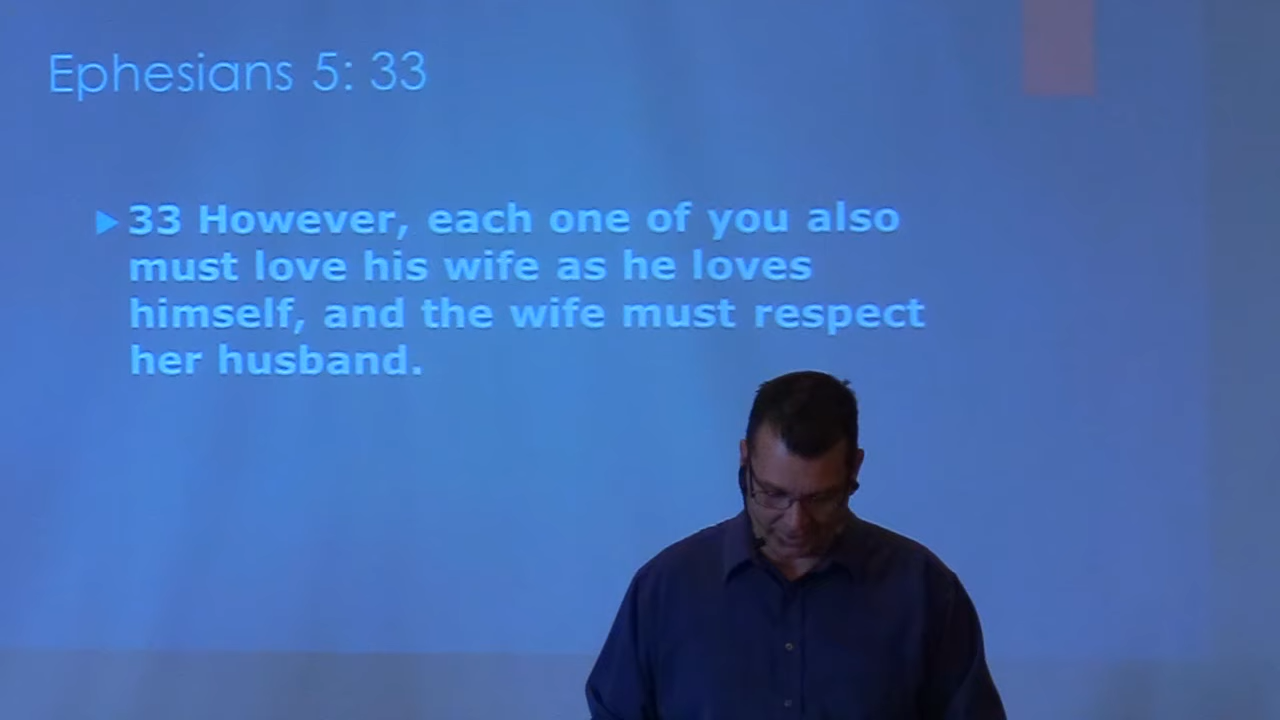 Ephesians 5: 33
33 However, each one of you also
must love his wife as he loves
himself, and the wife must respect
her husband.